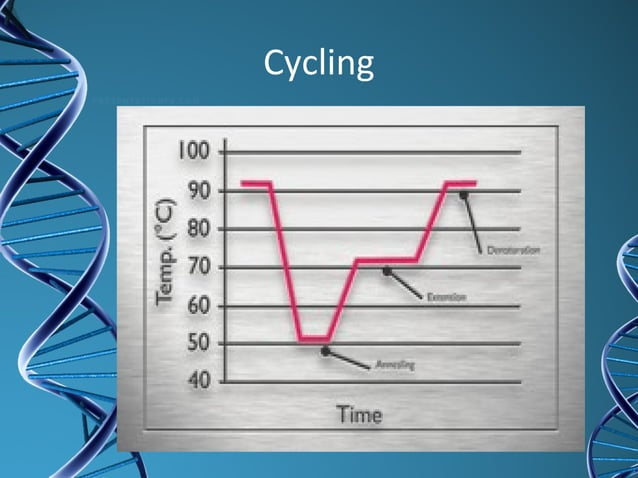 Cycling
100
90
80
70
60
50
40
Temp. (°C)
Denaturation
Extension
Annealing
Time